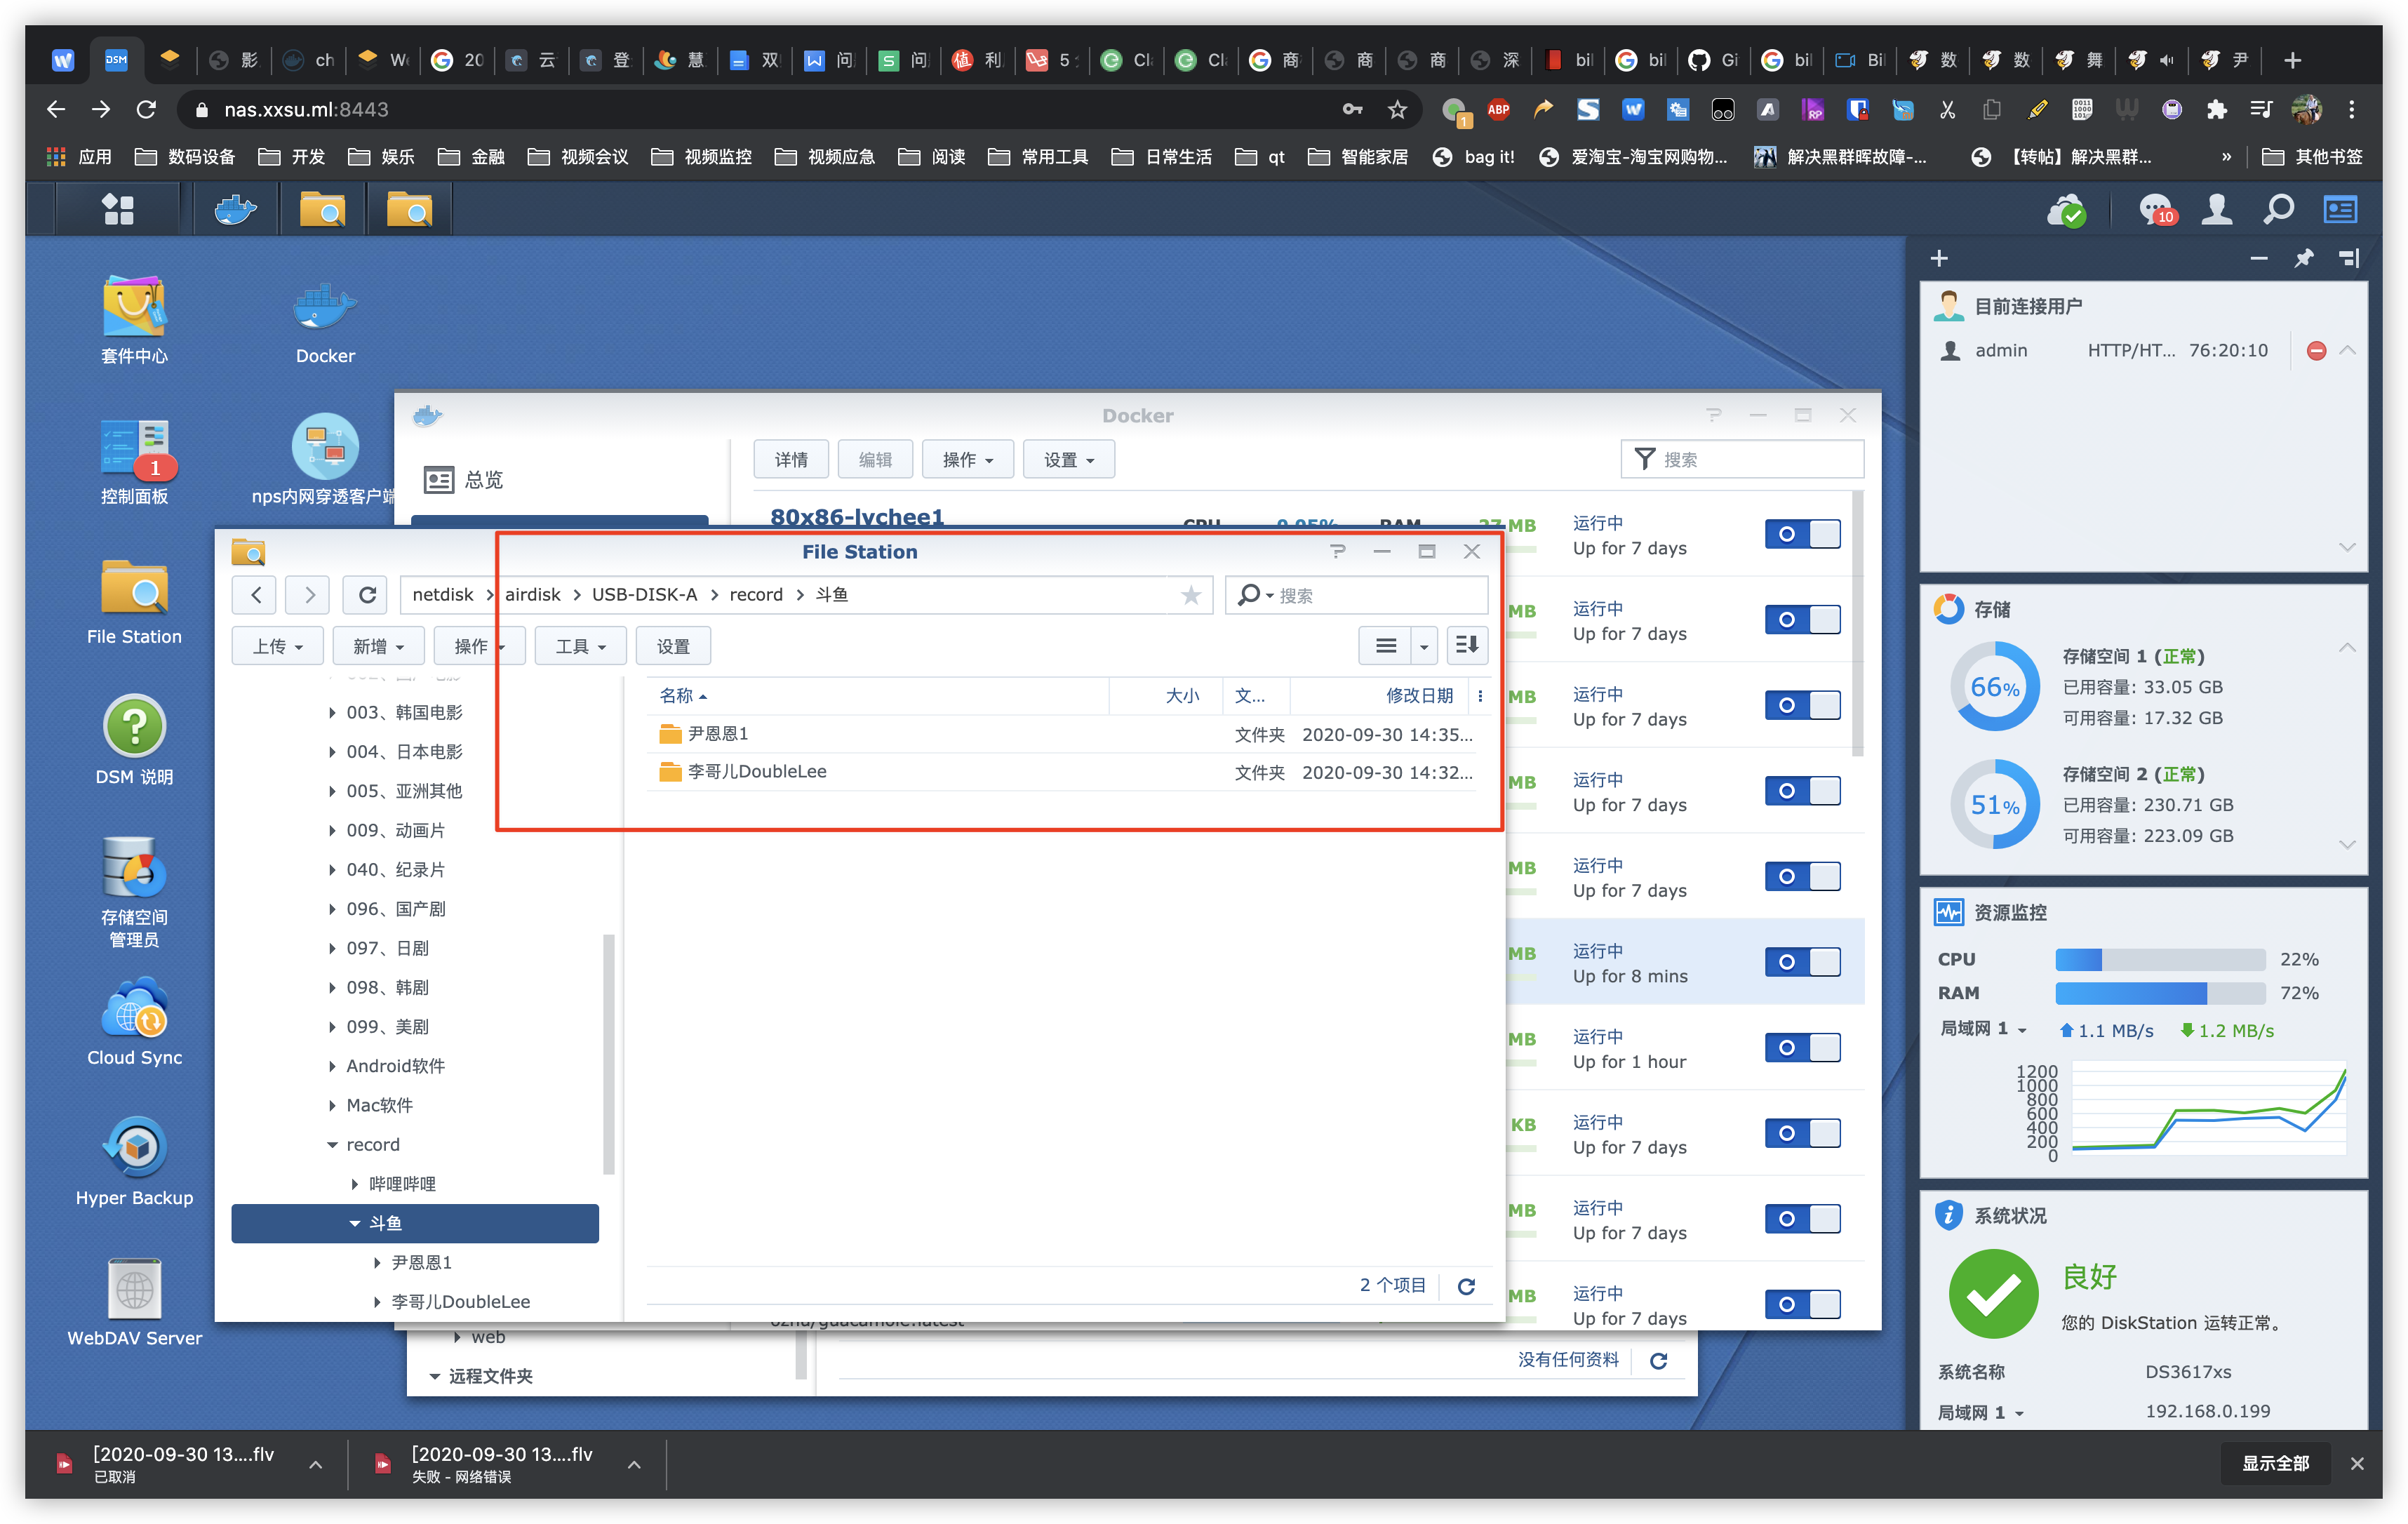 影
ch
We
20
云
登
慧
双
问
问
利
5
Cl
Cl
商
商
商
深
bil
bil
Gi
bil
Bil
数
数
舞
尹
nas.xxsu.ml:8443
应用
数码设备
开发
娱乐
金融
视频会议
视频监控
视频应急
阅读
常用工具
日常生活
qt
智能家居
bag it!
爱淘宝-淘宝网购物...
解决黑群晖故障-...
【转帖】解决黑群...
»
其他书签
10
套件中心
Docker
1
控制面板
nps内网穿透客户端
File Station
DSM 说明
存储空间
管理员
Cloud Sync
Hyper Backup
WebDAV Server
Docker
总览
详情
编辑
操作
设置
搜索
80x86-lychee1
CPU
0.05%
RAM
27 MB
运行中
Up for 7 days
MB
运行中
Up for 7 days
MB
运行中
Up for 7 days
MB
运行中
Up for 7 days
MB
运行中
Up for 7 days
MB
运行中
Up for 8 mins
MB
运行中
Up for 1 hour
KB
运行中
Up for 7 days
MB
运行中
Up for 7 days
MB
运行中
Up for 7 days
File Station
netdisk > airdisk > USB-DISK-A > record > 斗鱼
搜索
上传
新增
操作
工具
设置
003、韩国电影
004、日本电影
005、亚洲其他
009、动画片
040、纪录片
096、国产剧
097、日剧
098、韩剧
099、美剧
Android软件
Mac软件
record
哔哩哔哩
斗鱼
尹恩恩1
李哥儿DoubleLee
名称
大小
文...
修改日期
尹恩恩1
文件夹
2020-09-30 14:35...
李哥儿DoubleLee
文件夹
2020-09-30 14:32...
2 个项目
web
远程文件夹
没有任何资料
目前连接用户
admin
HTTP/HT...
76:20:10
存储
66%
存储空间 1 (正常)
已用容量: 33.05 GB
可用容量: 17.32 GB
51%
存储空间 2 (正常)
已用容量: 230.71 GB
可用容量: 223.09 GB
资源监控
CPU
22%
RAM
72%
局域网 1
1.1 MB/s
1.2 MB/s
1200
1000
800
600
400
200
0
系统状况
良好
您的 DiskStation 运转正常。
系统名称
DS3617xs
局域网 1
192.168.0.199
[2020-09-30 13....flv
已取消
[2020-09-30 13....flv
失败 - 网络错误
显示全部